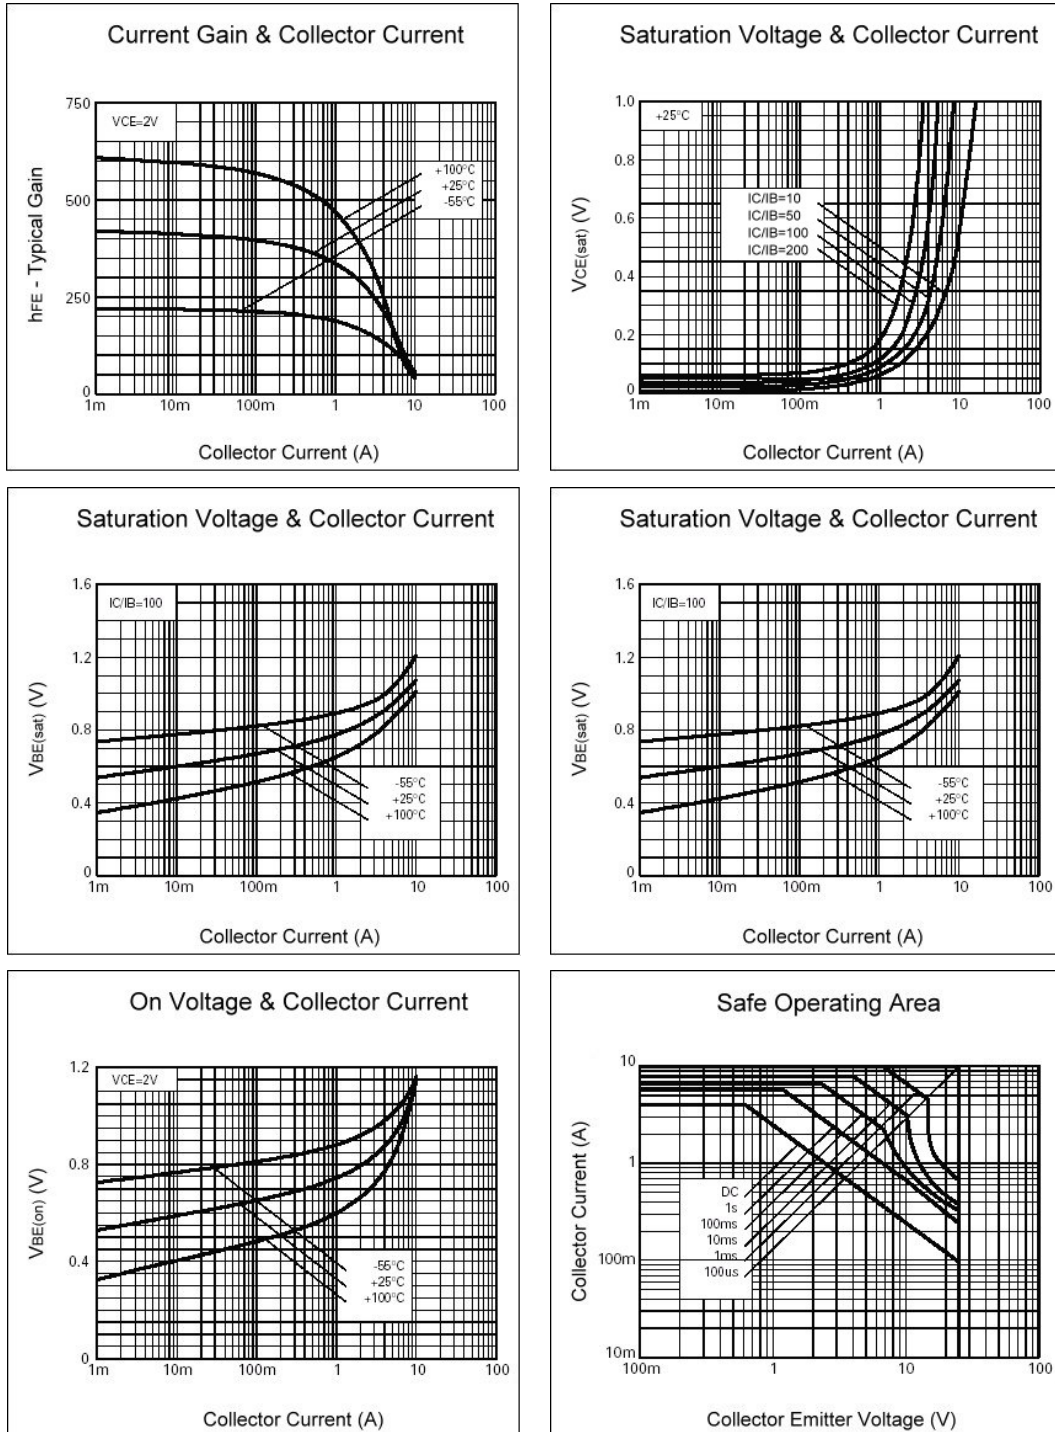 Current Gain & Collector Current
750
VCE=2V
+100°C
+25°C
-55°C
500
250
0
hFE - Typical Gain
1m 10m 100m 1 10 100
Collector Current (A)
Saturation Voltage & Collector Current
1.0
+25°C
0.8
IC/IB=10
0.6
IC/IB=50
IC/IB=100
IC/IB=200
0.4
0.2
0
VCE(sat) (V)
1m 10m 100m 1 10 100
Collector Current (A)
Saturation Voltage & Collector Current
1.6
IC/IB=100
1.2
0.8
-55°C
+25°C
+100°C
0.4
0
VBE(sat) (V)
1m 10m 100m 1 10 100
Collector Current (A)
Saturation Voltage & Collector Current
1.6
IC/IB=100
1.2
0.8
-55°C
+25°C
+100°C
0.4
0
VBE(sat) (V)
1m 10m 100m 1 10 100
Collector Current (A)
On Voltage & Collector Current
1.2
VCE=2V
0.8
0.4
-55°C
+25°C
+100°C
0
VBE(on) (V)
1m 10m 100m 1 10 100
Collector Current (A)
Safe Operating Area
10
1
DC
1s
100ms
10ms
1ms
100us
100m
10m
Collector Current (A)
100m 1 10 100
Collector Emitter Voltage (V)